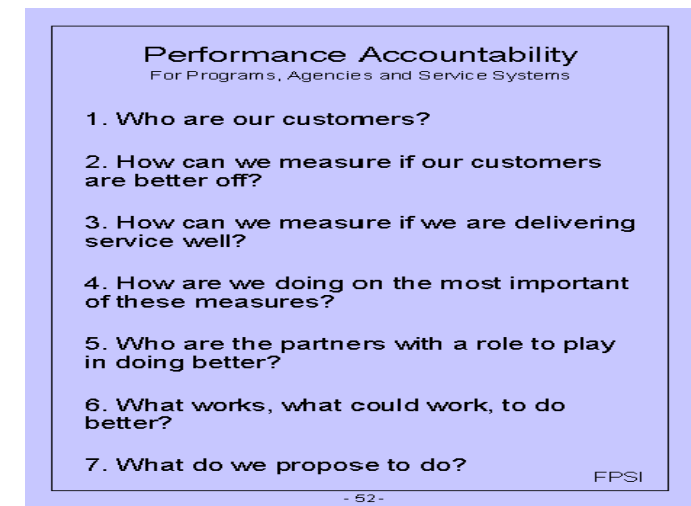 Performance Accountability
For Programs, Agencies and Service Systems
1. Who are our customers?
2. How can we measure if our customers
are better off?
3. How can we measure if we are delivering
service well?
4. How are we doing on the most important
of these measures?
5. Who are the partners with a role to play
in doing better?
6. What works, what could work, to do
better?
7. What do we propose to do?
FPSI
- 52 -